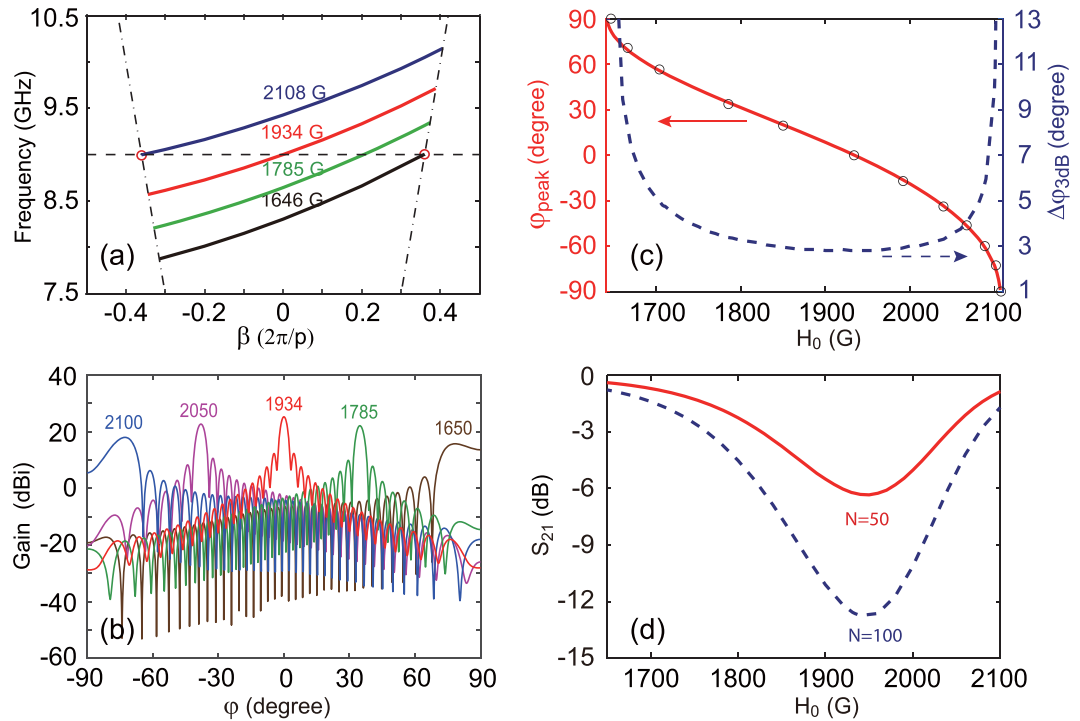 10.5
9.5
8.5
7.5
Frequency (GHz)
2108 G
1934 G
1785 G
1646 G
(a)
-0.4 -0.2 0 0.2 0.4
β (2π/p)
90
60
30
0
-30
-60
-90
φpeak (degree)
13
11
9
7
5
3
1
Δφ3dB (degree)
(c)
1700 1800 1900 2000 2100
H0 (G)
40
20
0
-20
-40
-60
Gain (dBi)
2100 2050 1934 1785 1650
(b)
-90 -60 -30 0 30 60 90
φ (degree)
0
-3
-6
-9
-12
-15
S21 (dB)
N=50
N=100
(d)
1700 1800 1900 2000 2100
H0 (G)